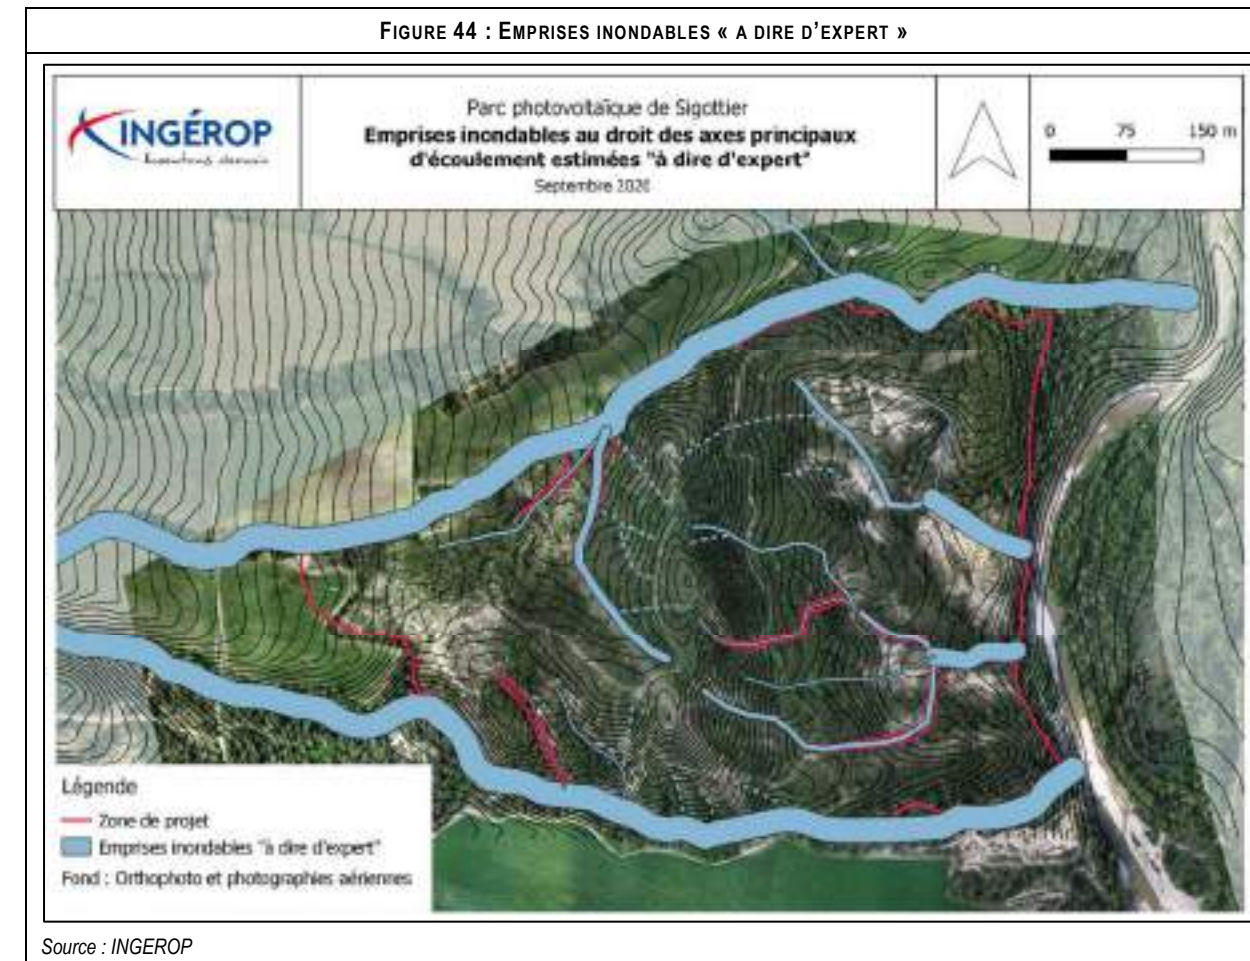 FIGURE 44 : EMPRISES INONDABLES « A DIRE D'EXPERT »
INGÉROP
Parc photovoltaïque de Sigottier
Emprises inondables au droit des axes principaux
d'écoulement estimées "à dire d'expert"
Septembre 2020
0 75 150 m
Légende
Zone de projet
Emprises inondables "à dire d'expert"
Fond : Orthophoto et photographies aériennes
Source : INGEROP